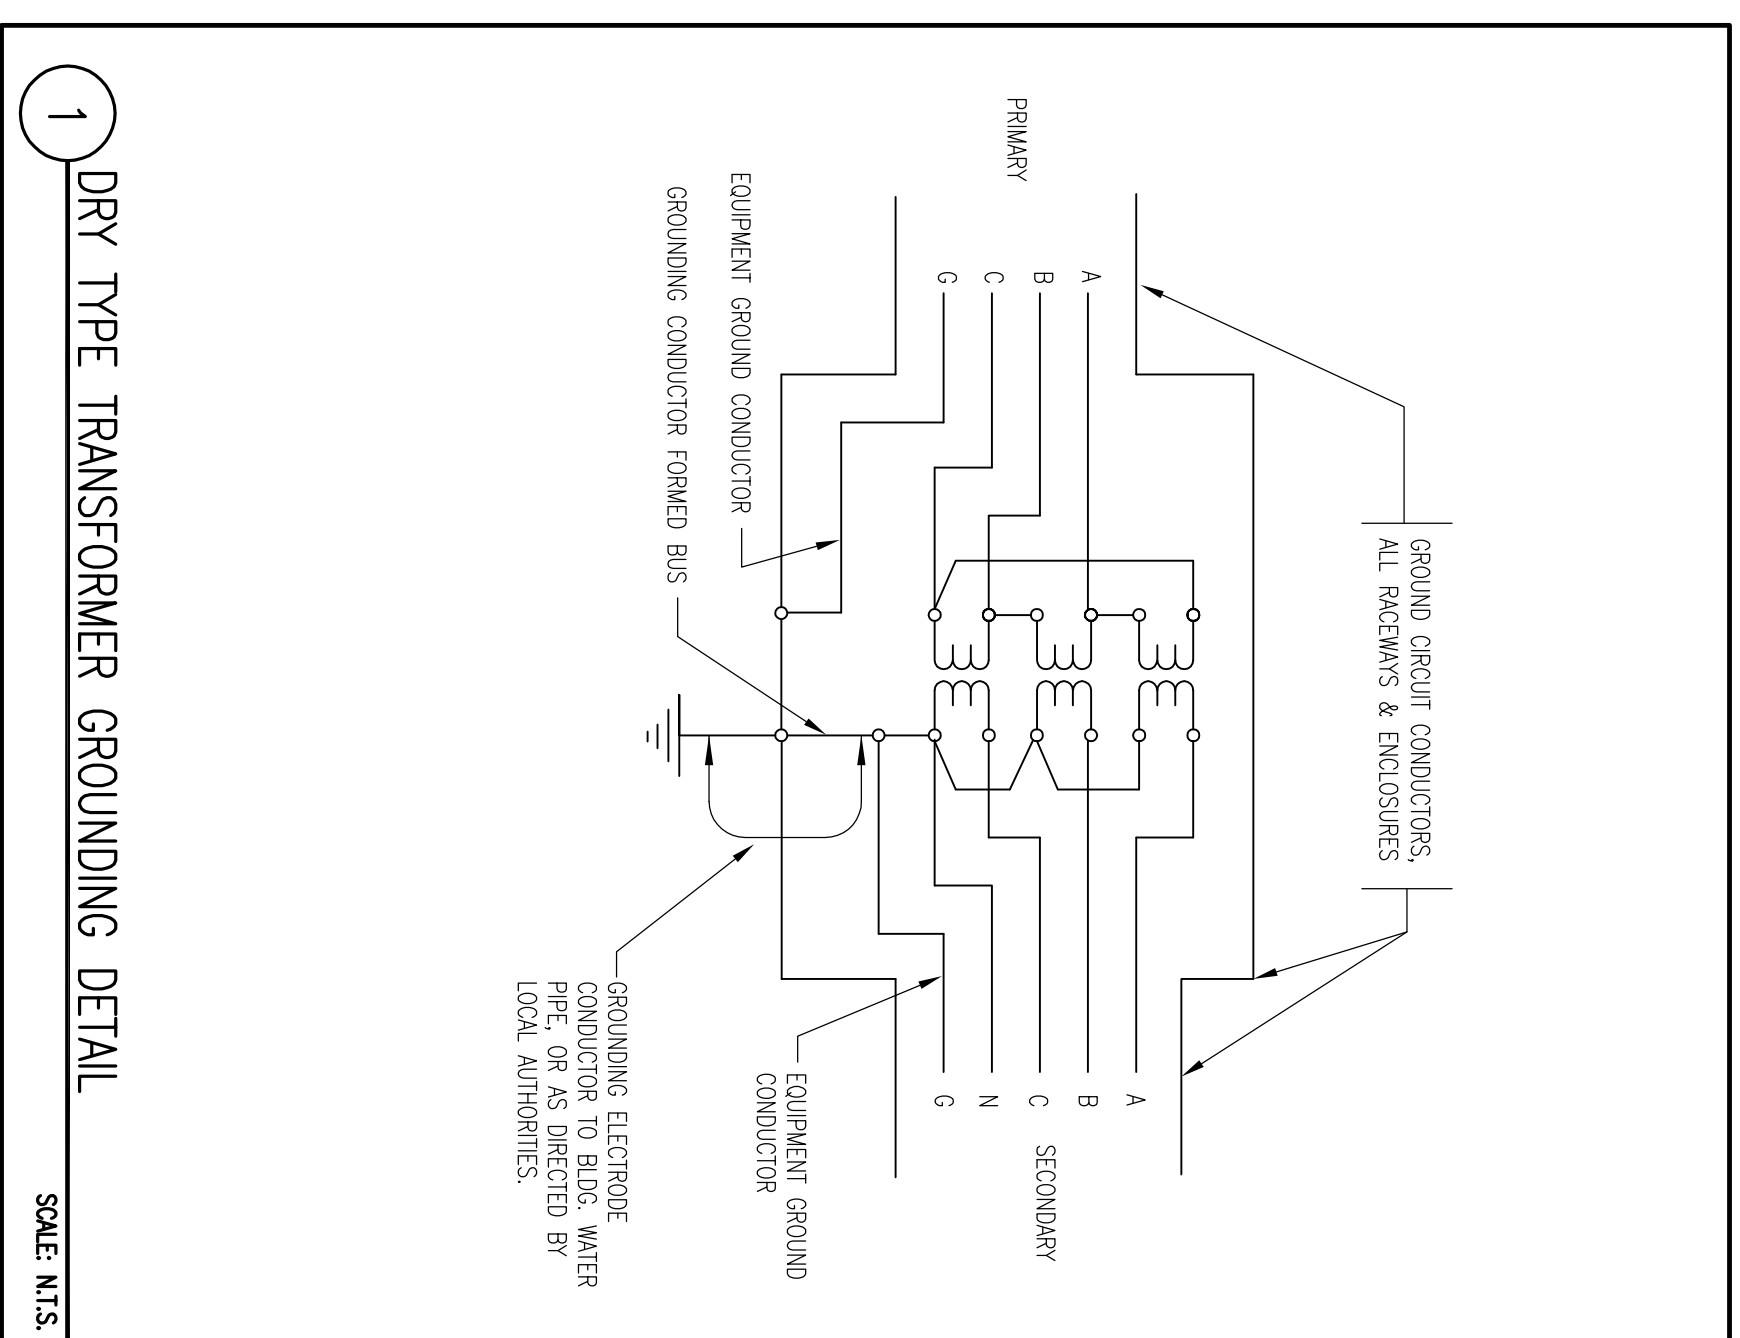 GROUND CIRCUIT CONDUCTORS,
ALL RACEWAYS & ENCLOSURES
PRIMARY
A
B
C
G
A
B
C
N
G
SECONDARY
EQUIPMENT GROUND CONDUCTOR
GROUNDING CONDUCTOR FORMED BUS
EQUIPMENT GROUND
CONDUCTOR
GROUNDING ELECTRODE
CONDUCTOR TO BLDG. WATER
PIPE, OR AS DIRECTED BY
LOCAL AUTHORITIES.
1
DRY TYPE TRANSFORMER GROUNDING DETAIL
SCALE: N.T.S.